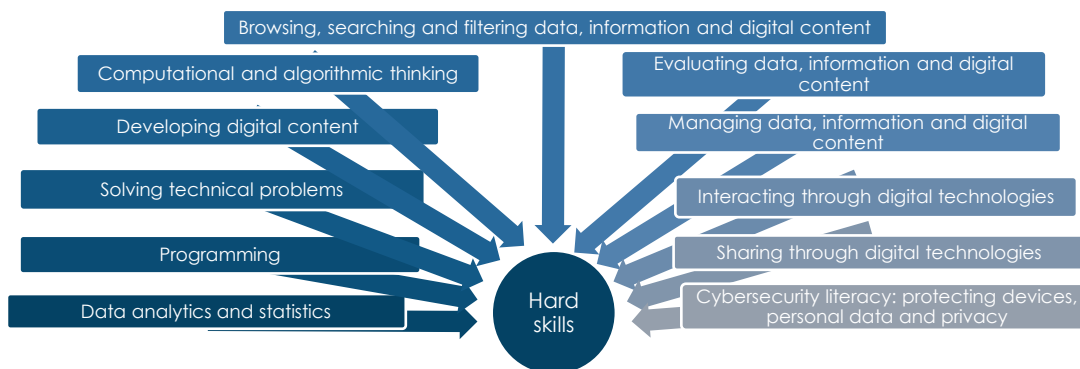 Browsing, searching and filtering data, information and digital content
Computational and algorithmic thinking
Evaluating data, information and digital
content
Developing digital content
Managing data, information and digital
content
Solving technical problems
Interacting through digital technologies
Programming
Sharing through digital technologies
Data analytics and statistics
Cybersecurity literacy: protecting devices,
personal data and privacy
Hard
skills